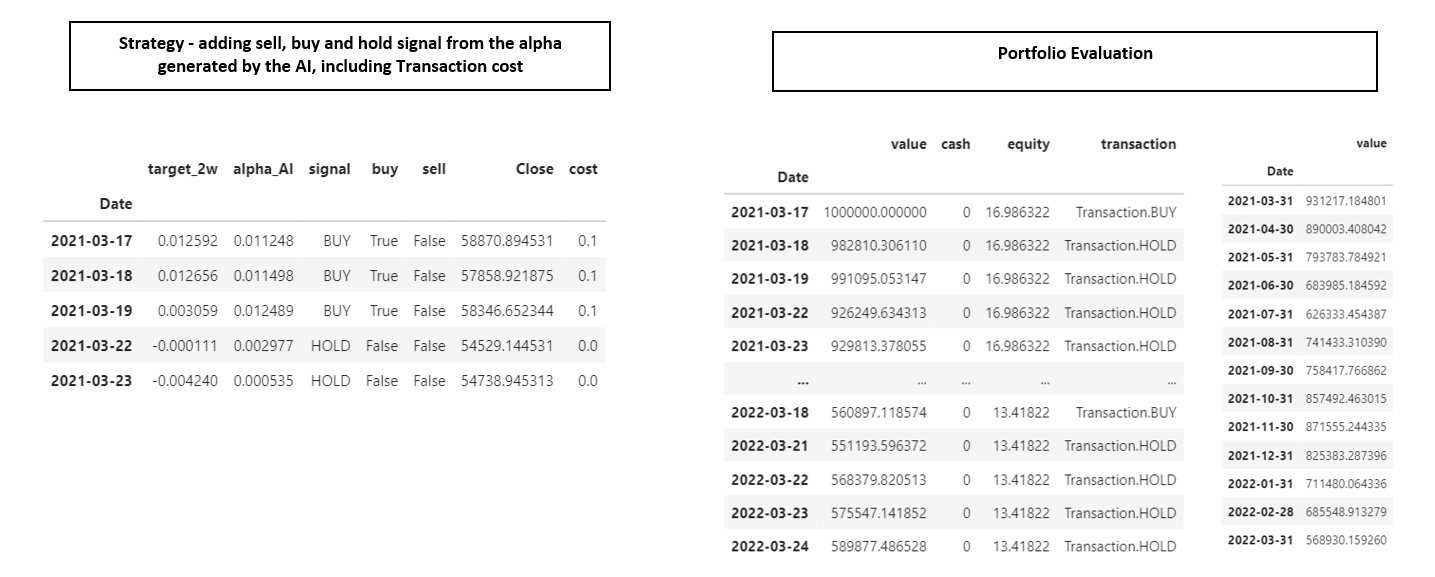 Strategy - adding sell, buy and hold signal from the alpha
generated by the AI, including Transaction cost
target_2w alpha_AI signal buy sell Close cost
Date
2021-03-17 0.012592 0.011248 BUY True False 58870.894531 0.1
2021-03-18 0.012656 0.011498 BUY True False 57858.921875 0.1
2021-03-19 0.003059 0.012489 BUY True False 58346.652344 0.1
2021-03-22 -0.000111 0.002977 HOLD False False 54529.144531 0.0
2021-03-23 -0.004240 0.000535 HOLD False False 54738.945313 0.0
Portfolio Evaluation
value cash equity transaction
Date
2021-03-17 1000000.000000 0 16.986322 Transaction.BUY
2021-03-18 982810.306110 0 16.986322 Transaction.HOLD
2021-03-19 991095.053147 0 16.986322 Transaction.HOLD
2021-03-22 926249.634313 0 16.986322 Transaction.HOLD
2021-03-23 929813.378055 0 16.986322 Transaction.HOLD
... ... ... ... ...
2022-03-18 560897.118574 0 13.41822 Transaction.BUY
2022-03-21 551193.596372 0 13.41822 Transaction.HOLD
2022-03-22 568379.820513 0 13.41822 Transaction.HOLD
2022-03-23 575547.141852 0 13.41822 Transaction.HOLD
2022-03-24 589877.486528 0 13.41822 Transaction.HOLD
value
Date
2021-03-31 931217.184801
2021-04-30 890003.408042
2021-05-31 793783.784921
2021-06-30 683985.184592
2021-07-31 626333.454387
2021-08-31 741433.310390
2021-09-30 758417.766862
2021-10-31 857492.463015
2021-11-30 871555.244335
2021-12-31 825383.287396
2022-01-31 711480.064336
2022-02-28 685548.913279
2022-03-31 568930.159260